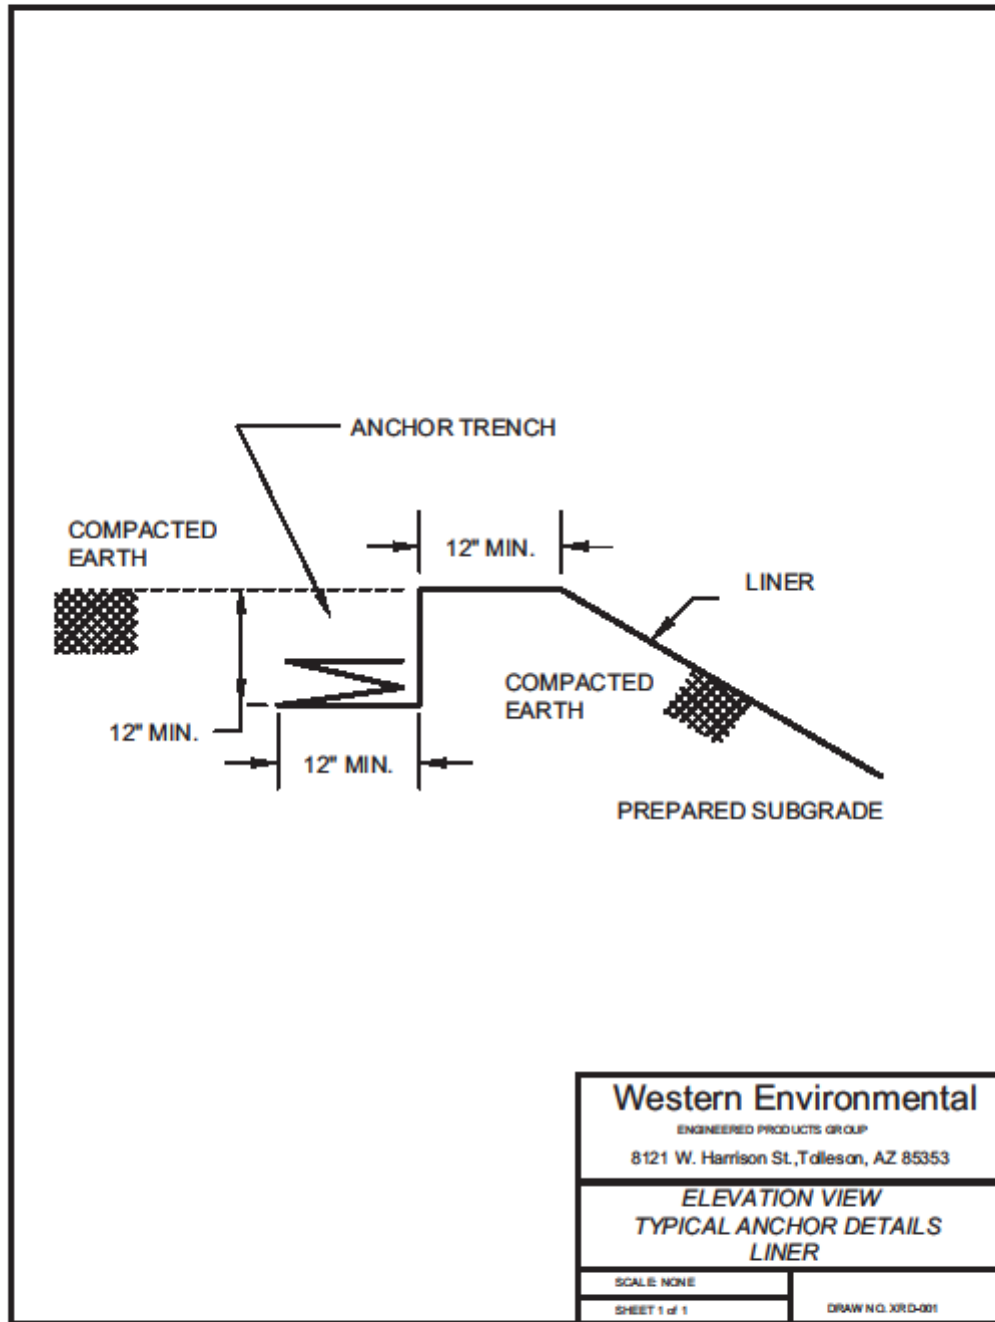 ANCHOR TRENCH
COMPACTED
EARTH
12" MIN.
LINER
COMPACTED
EARTH
12" MIN.
12" MIN.
PREPARED SUBGRADE
Western Environmental
ENGINEERED PRODUCTS GROUP
8121 W. Harrison St.,Tolleson, AZ 85353
ELEVATION VIEW
TYPICAL ANCHOR DETAILS
LINER
SCALE: NONE
SHEET 1 of 1
DRAW NO. XRD-001